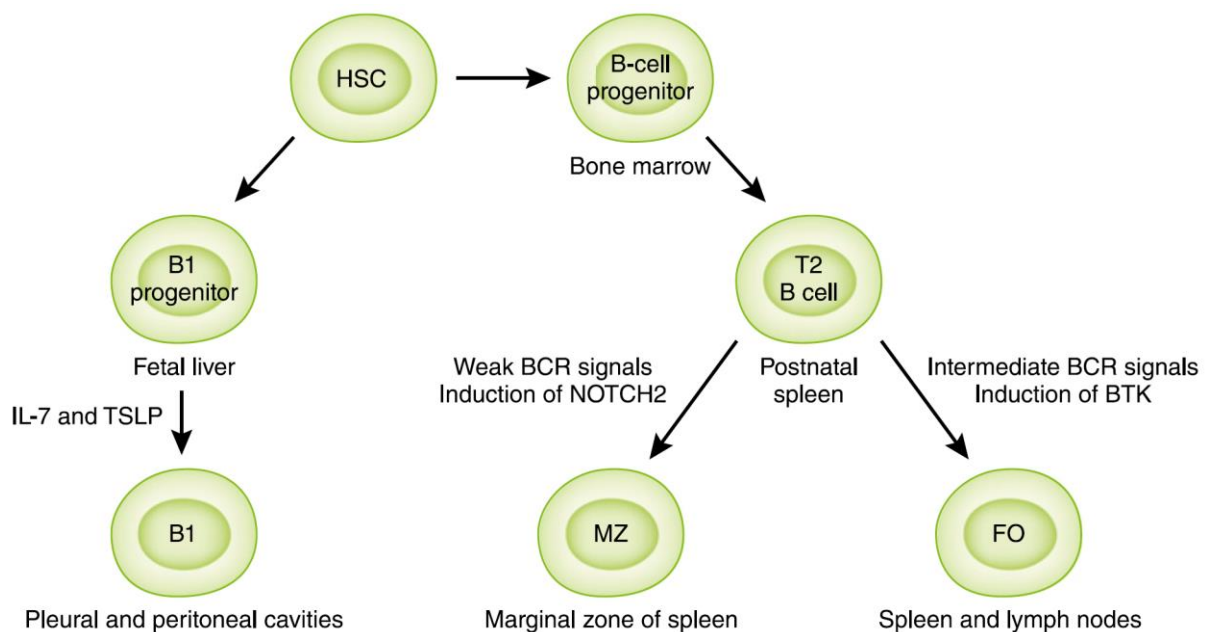 HSC
B-cell
progenitor
Bone marrow
B1
progenitor
Fetal liver
T2
B cell
Postnatal
spleen
IL-7 and TSLP
Weak BCR signals
Induction of NOTCH2
Intermediate BCR signals
Induction of BTK
B1
Pleural and peritoneal cavities
MZ
Marginal zone of spleen
FO
Spleen and lymph nodes